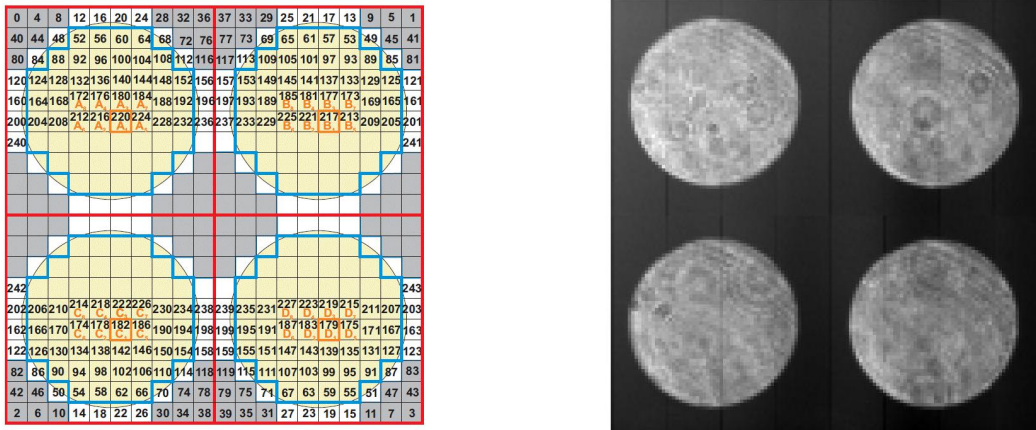 0 4 8 12 16 20 24 28 32 36 37 33 29 25 21 17 13 9 5 1
40 44 48 52 56 60 64 68 72 76 77 73 69 65 61 57 53 49 45 41
80 84 88 92 96 100 104 108 112 116 117 113 109 105 101 97 93 89 85 81
120 124 128 132 136 140 144 148 152 156 157 153 149 145 141 137 133 129 125 121
160 164 168 172 176 180 184 188 192 196 197 193 189 185 181 177 173 169 165 161
A A A A B B B B
200 204 208 212 216 220 224 228 232 236 237 233 229 225 221 217 213 209 205 201
A A A A B B B B
240 241
242 243
202 206 210 214 218 222 226 230 234 238 239 235 231 227 223 219 215 211 207 203
C C C C D D D D
162 166 170 174 178 182 186 190 194 198 199 195 191 187 183 179 175 171 167 163
C C C C D D D D
122 126 130 134 138 142 146 150 154 158 159 155 151 147 143 139 135 131 127 123
82 86 90 94 98 102 106 110 114 118 119 115 111 107 103 99 95 91 87 83
42 46 50 54 58 62 66 70 74 78 79 75 71 67 63 59 55 51 47 43
2 6 10 14 18 22 26 30 34 38 39 35 31 27 23 19 15 11 7 3